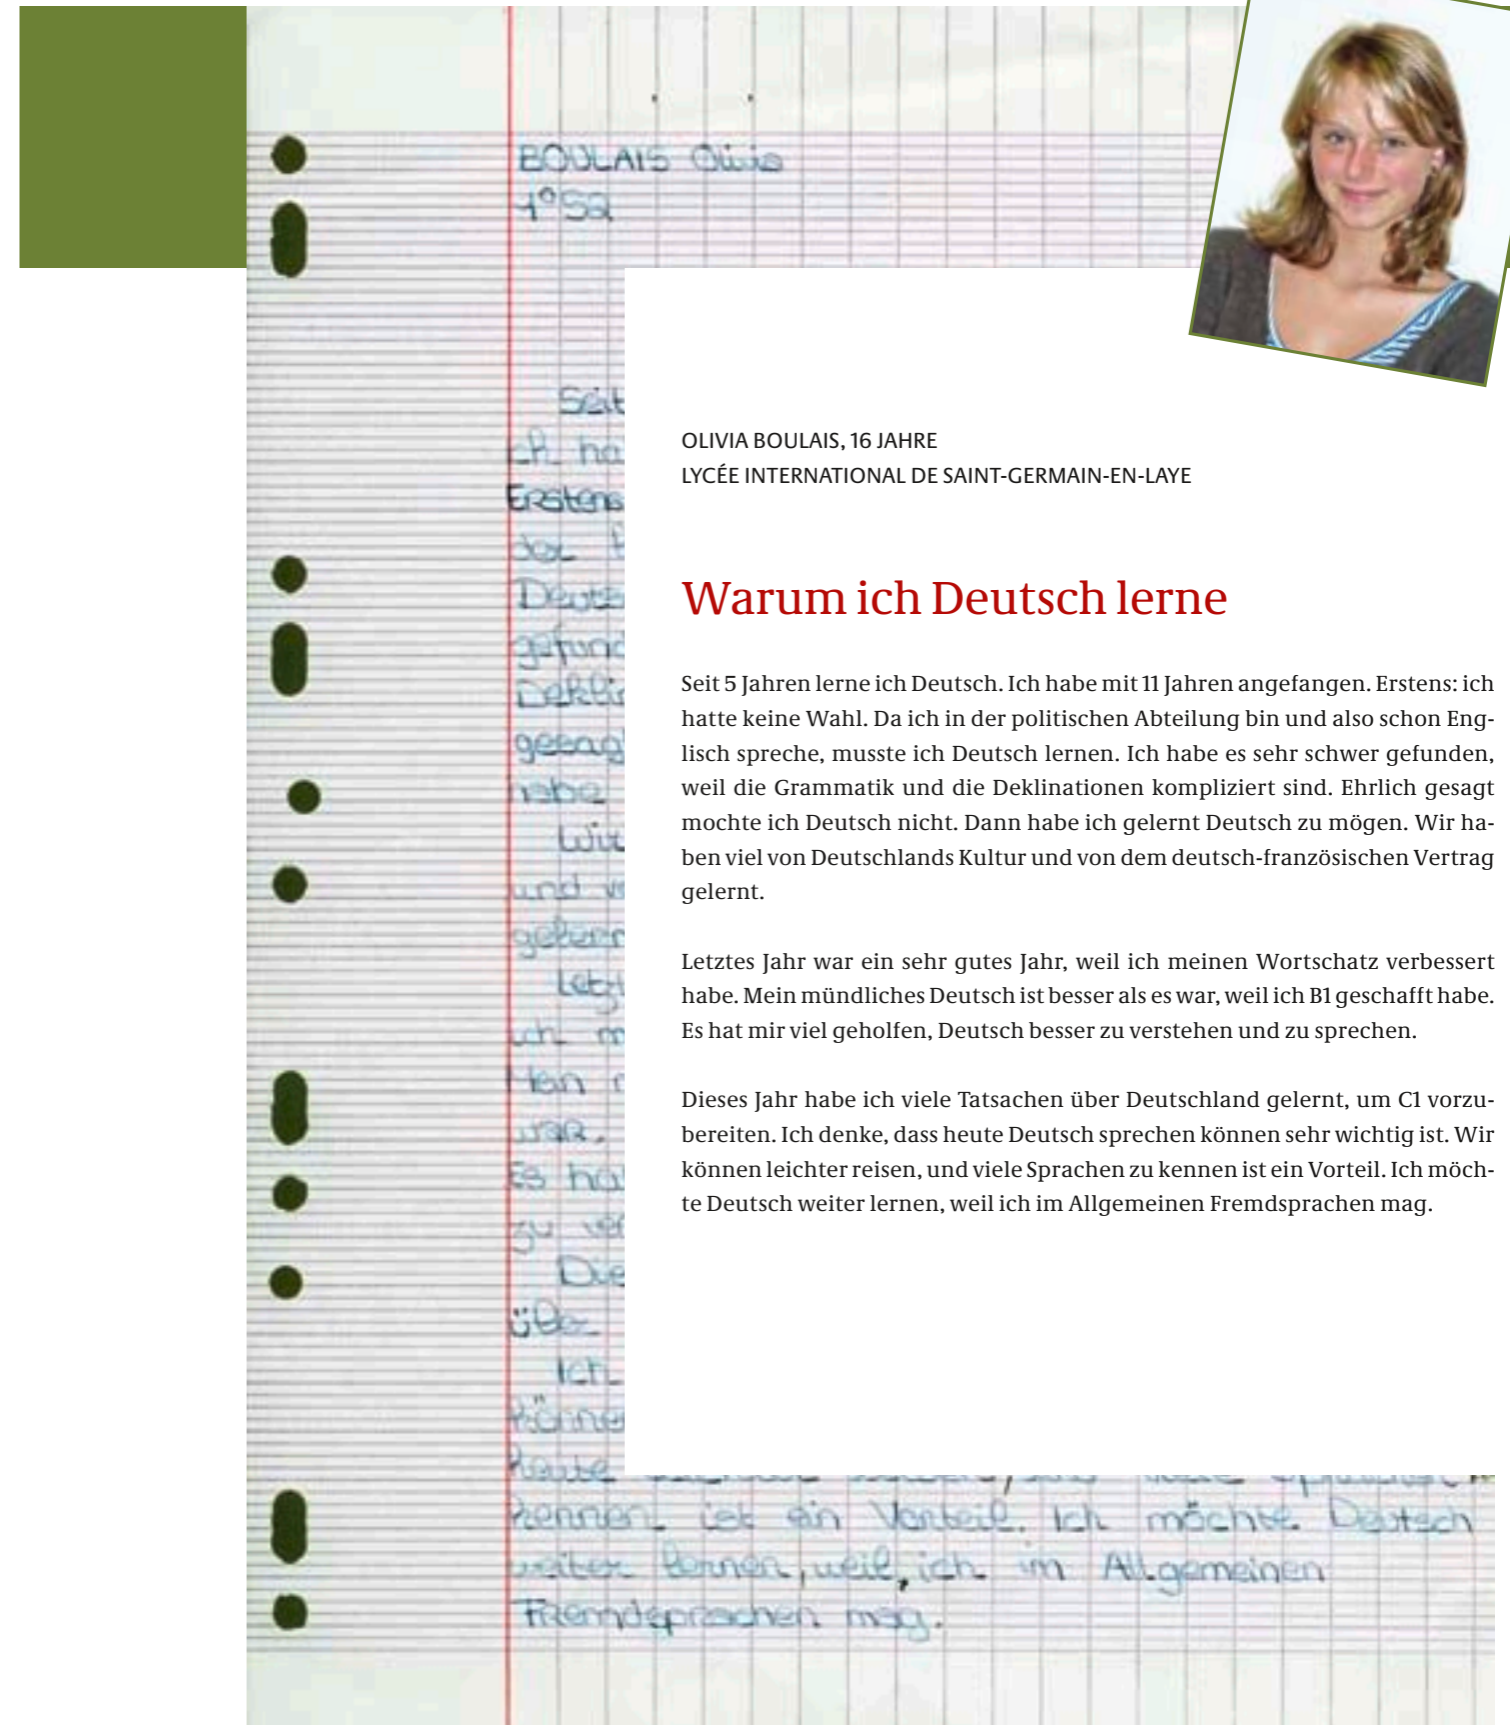 BOULAIS Olivia
1°S2
Seit
ich ha
Erstens
der
Deuts
gefund
Deklin
gesag
habe
Wir
und v
gelern
Letz
ich m
Mein
war.
Es ha
zu ver
Die
über
Ich
könne
heute
kennen ist ein Vorteil. Ich möchte Deutsch
weiter lernen, weil, ich im Allgemeinen
Fremdsprachen mag.
OLIVIA BOULAIS, 16 JAHRE
LYCÉE INTERNATIONAL DE SAINT-GERMAIN-EN-LAYE
Warum ich Deutsch lerne
Seit 5 Jahren lerne ich Deutsch. Ich habe mit 11 Jahren angefangen. Erstens: ich
hatte keine Wahl. Da ich in der politischen Abteilung bin und also schon Eng-
lisch spreche, musste ich Deutsch lernen. Ich habe es sehr schwer gefunden,
weil die Grammatik und die Deklinationen kompliziert sind. Ehrlich gesagt
mochte ich Deutsch nicht. Dann habe ich gelernt Deutsch zu mögen. Wir ha-
ben viel von Deutschlands Kultur und von dem deutsch-französischen Vertrag
gelernt.
Letztes Jahr war ein sehr gutes Jahr, weil ich meinen Wortschatz verbessert
habe. Mein mündliches Deutsch ist besser als es war, weil ich B1 geschafft habe.
Es hat mir viel geholfen, Deutsch besser zu verstehen und zu sprechen.
Dieses Jahr habe ich viele Tatsachen über Deutschland gelernt, um C1 vorzu-
bereiten. Ich denke, dass heute Deutsch sprechen können sehr wichtig ist. Wir
können leichter reisen, und viele Sprachen zu kennen ist ein Vorteil. Ich möch-
te Deutsch weiter lernen, weil ich im Allgemeinen Fremdsprachen mag.